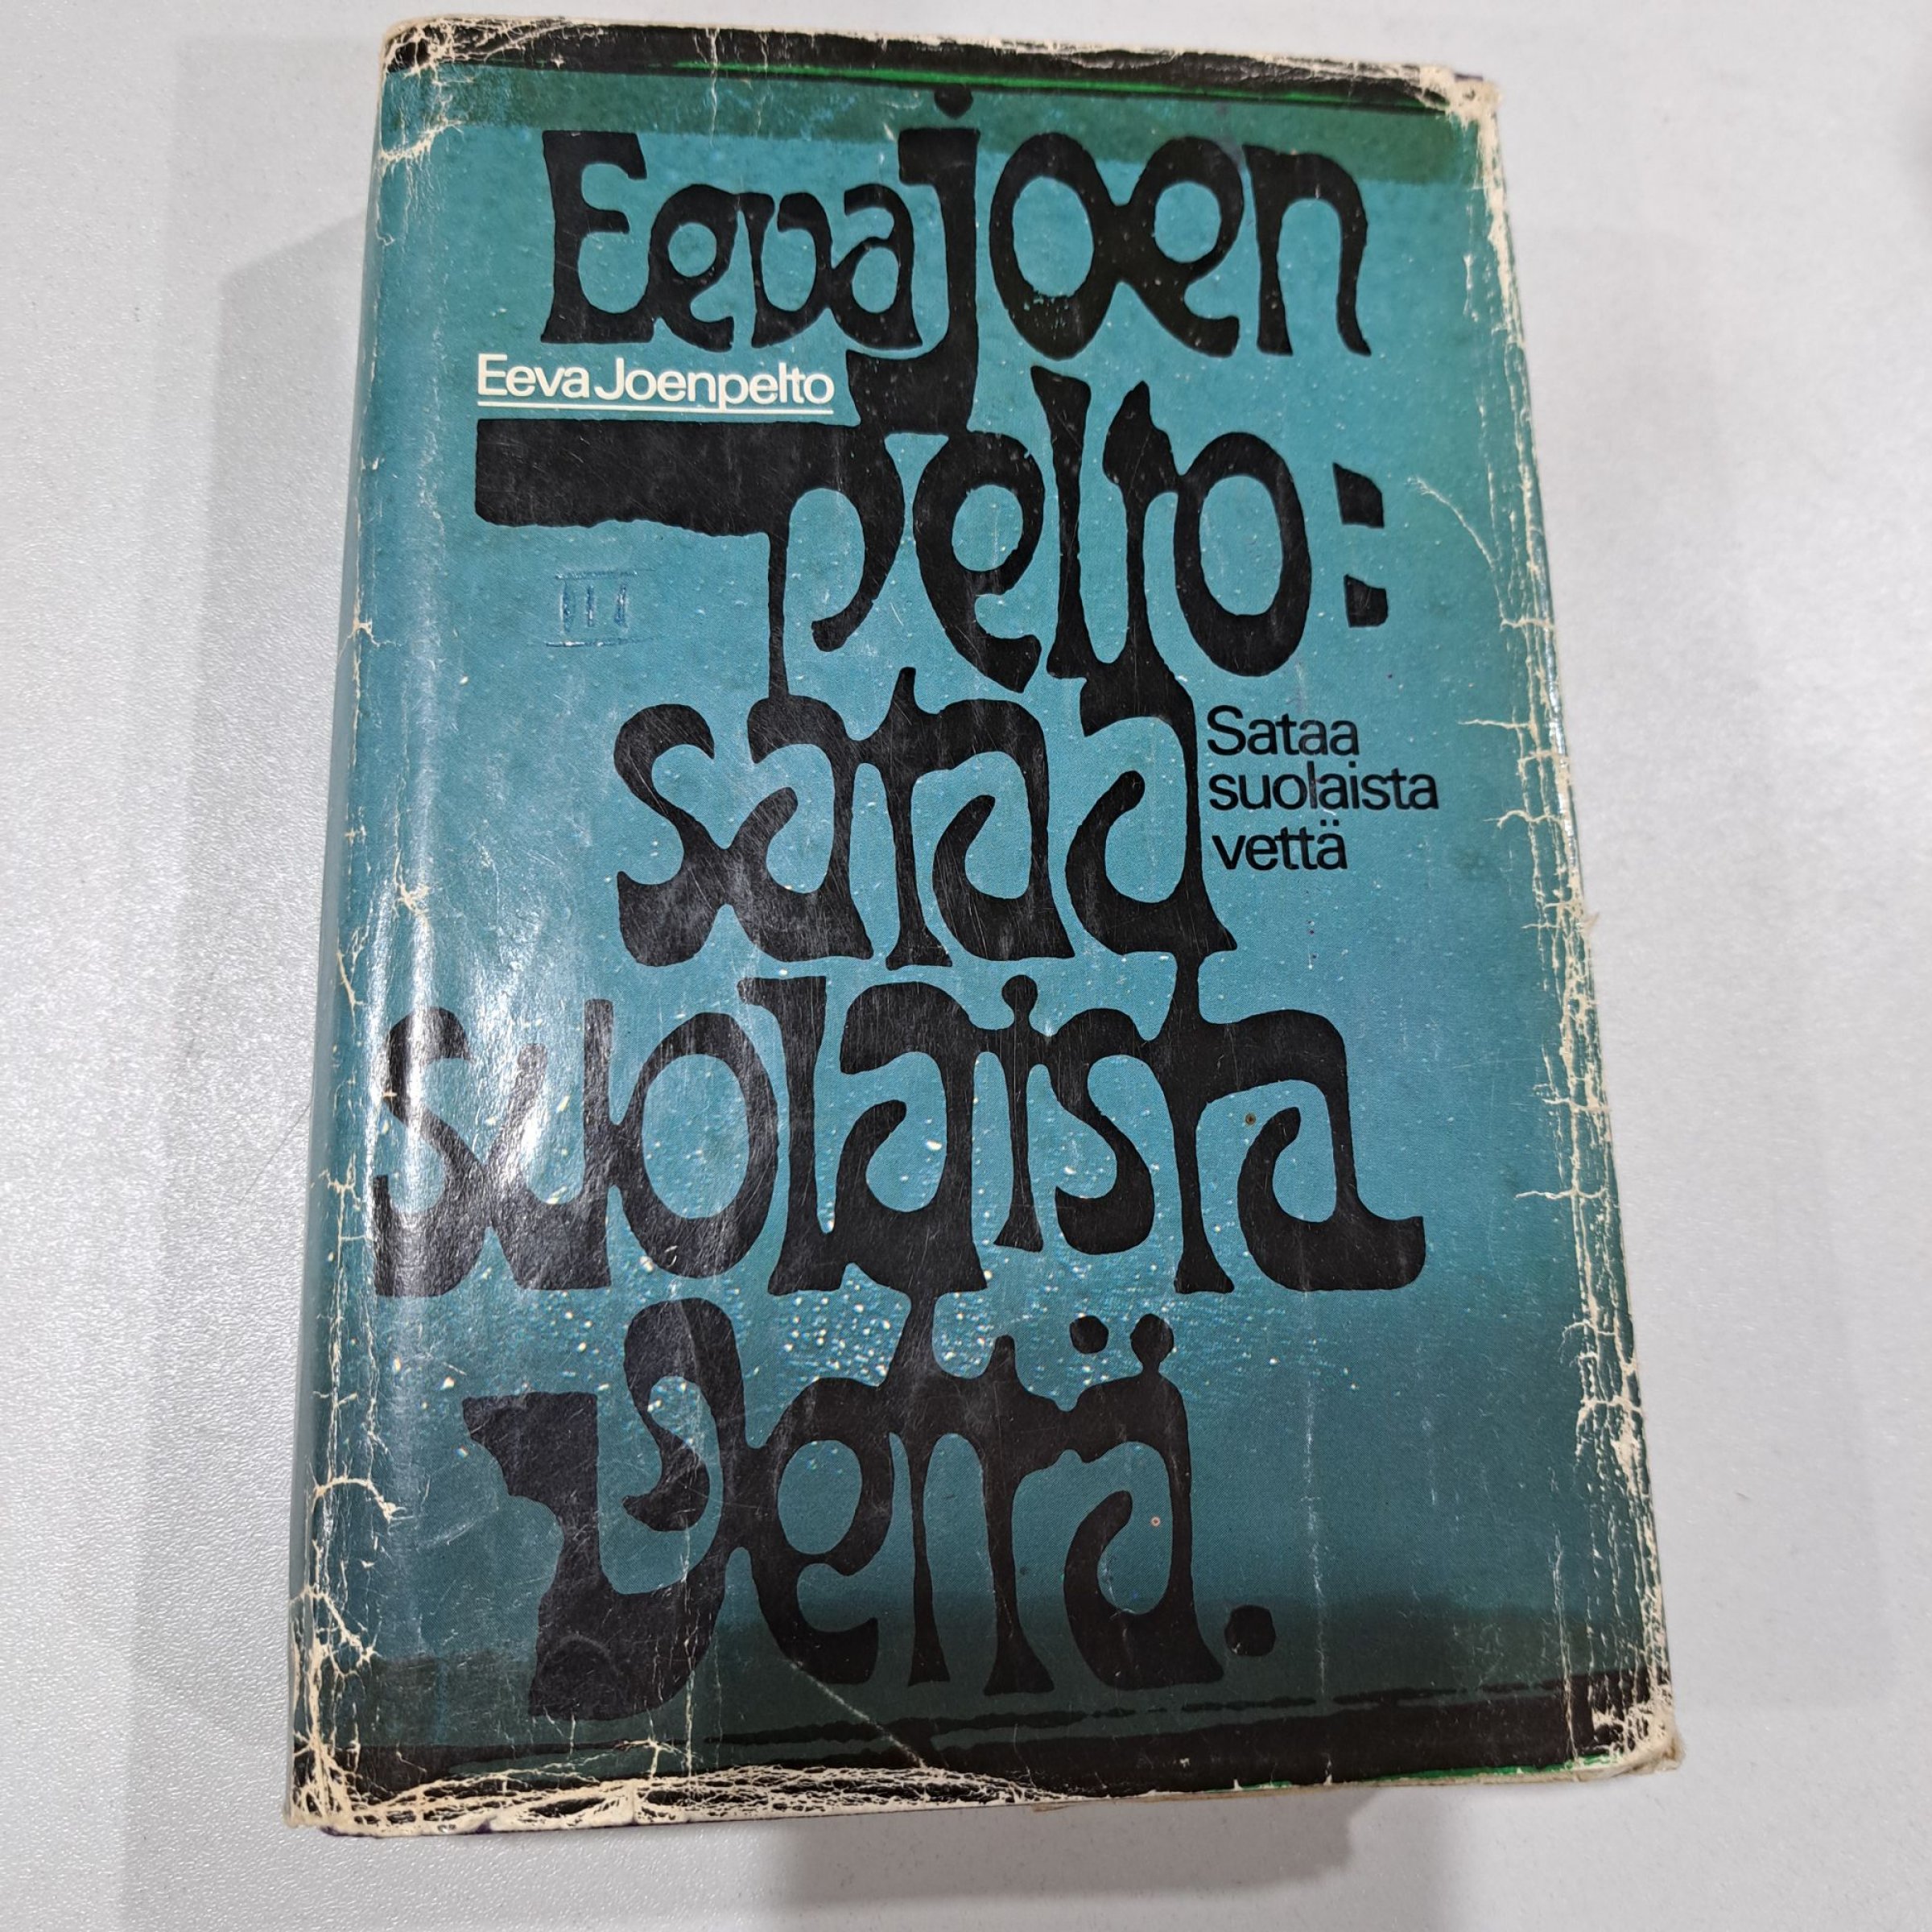 Eeva joen
Eeva Joenpelto
pelto:
sataa
Sataa
suolaista
vettä
suolaista
vettä.